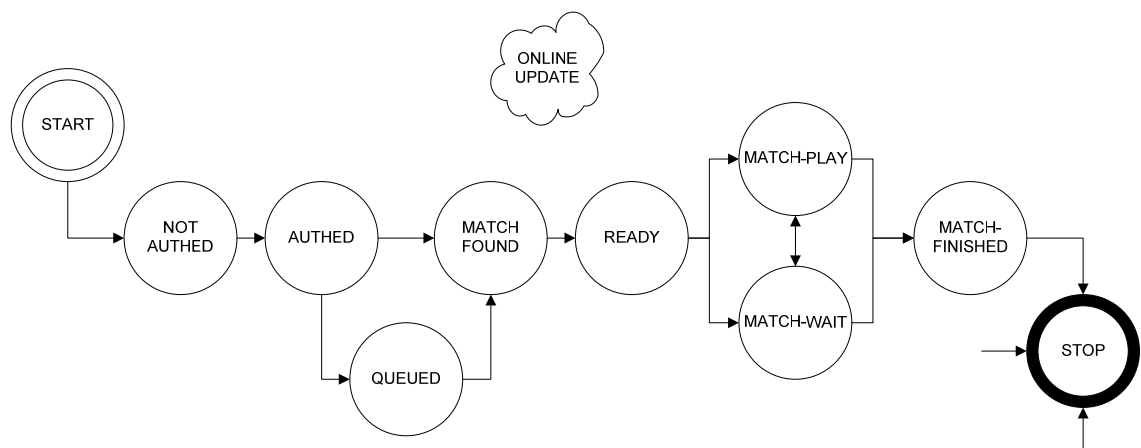 ONLINE
UPDATE
START
NOT
AUTHED
AUTHED
QUEUED
MATCH
FOUND
READY
MATCH-PLAY
MATCH-WAIT
MATCH-
FINISHED
STOP